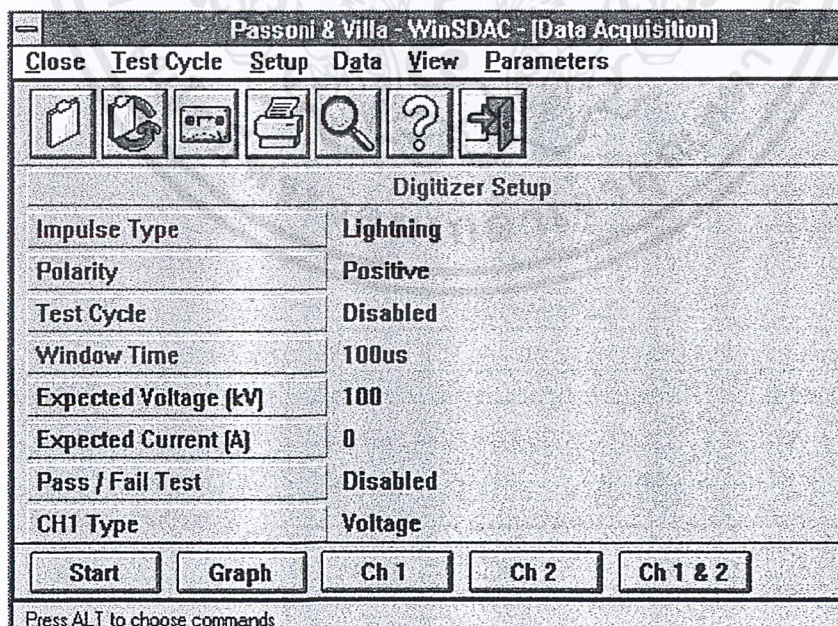 Passoni & Villa - WinSDAC - [Data Acquisition]
Close Test Cycle Setup Data View Parameters
Digitizer Setup
Impulse Type Lightning
Polarity Positive
Test Cycle Disabled
Window Time 100us
Expected Voltage (kV) 100
Expected Current (A) 0
Pass / Fail Test Disabled
CH1 Type Voltage
Start Graph Ch 1 Ch 2 Ch 1 & 2
Press ALT to choose commands